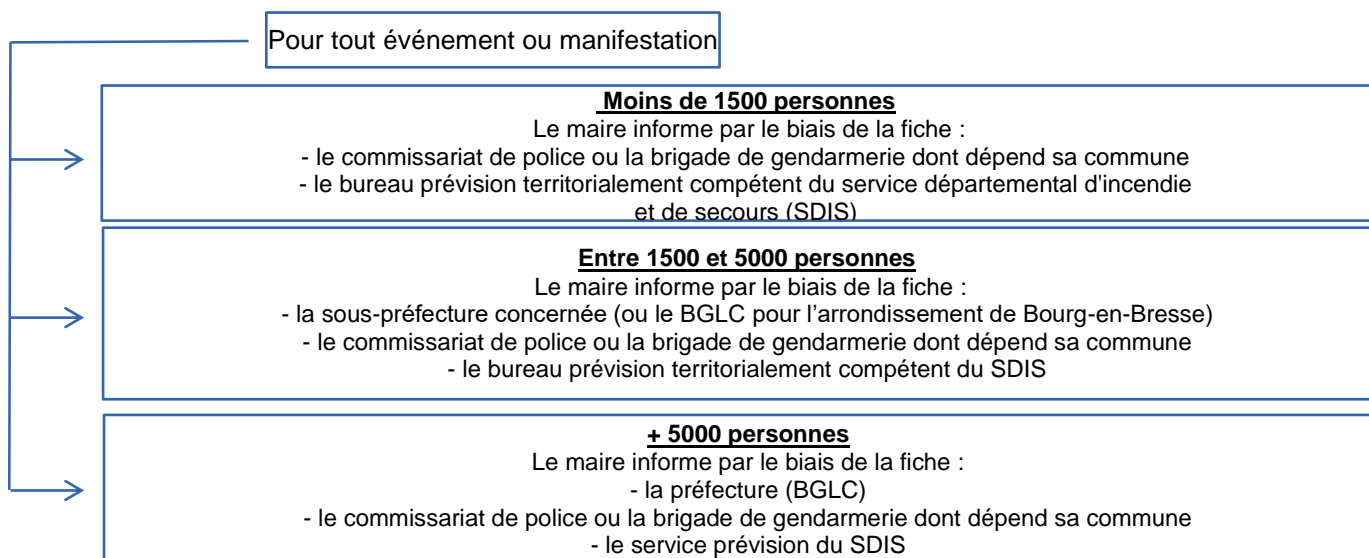 Pour tout événement ou manifestation
Moins de 1500 personnes
Le maire informe par le biais de la fiche :
- le commissariat de police ou la brigade de gendarmerie dont dépend sa commune
- le bureau prévision territorialement compétent du service départemental d'incendie
et de secours (SDIS)
Entre 1500 et 5000 personnes
Le maire informe par le biais de la fiche :
- la sous-préfecture concernée (ou le BGLC pour l’arrondissement de Bourg-en-Bresse)
- le commissariat de police ou la brigade de gendarmerie dont dépend sa commune
- le bureau prévision territorialement compétent du SDIS
+ 5000 personnes
Le maire informe par le biais de la fiche :
- la préfecture (BGLC)
- le commissariat de police ou la brigade de gendarmerie dont dépend sa commune
- le service prévision du SDIS